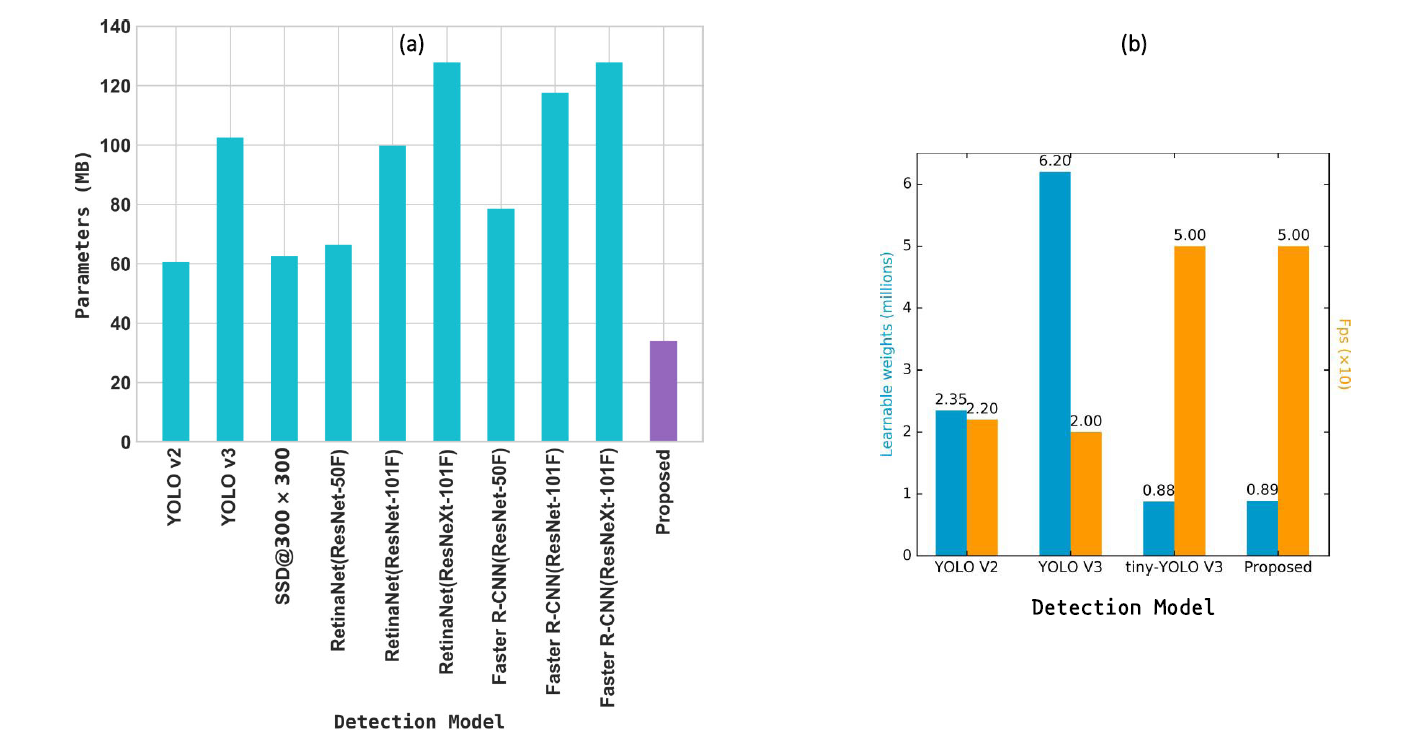 (a)
140
120
100
80
60
40
20
0
Parameters (MB)
YOLO v2
YOLO v3
SSD@300 × 300
RetinaNet(ResNet-50F)
RetinaNet(ResNet-101F)
RetinaNet(ResNeXt-101F)
Faster R-CNN(ResNet-50F)
Faster R-CNN(ResNet-101F)
Faster R-CNN(ResNeXt-101F)
Proposed
Detection Model
(b)
6
5
4
3
2
1
0
Learnable weights (millions)
2.35
2.20
6.20
2.00
0.88
5.00
0.89
5.00
Fps (×10)
YOLO V2
YOLO V3
tiny-YOLO V3
Proposed
Detection Model